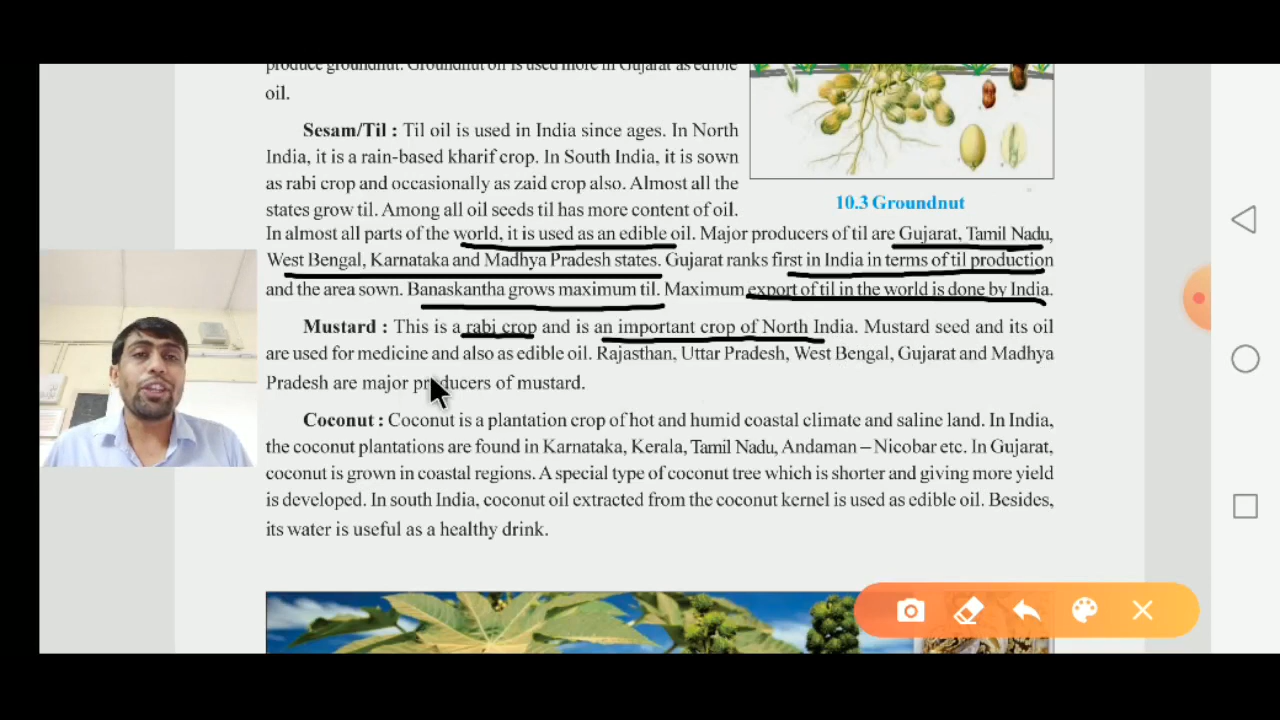 produce groundnut. Groundnut oil is used more in Gujarat as edible
oil.
Sesam/Til : Til oil is used in India since ages. In North
India, it is a rain-based kharif crop. In South India, it is sown
as rabi crop and occasionally as zaid crop also. Almost all the
states grow til. Among all oil seeds til has more content of oil.
In almost all parts of the world, it is used as an edible oil. Major producers of til are Gujarat, Tamil Nadu,
West Bengal, Karnataka and Madhya Pradesh states. Gujarat ranks first in India in terms of til production
and the area sown. Banaskantha grows maximum til. Maximum export of til in the world is done by India.
10.3 Groundnut
Mustard : This is a rabi crop and is an important crop of North India. Mustard seed and its oil
are used for medicine and also as edible oil. Rajasthan, Uttar Pradesh, West Bengal, Gujarat and Madhya
Pradesh are major producers of mustard.
Coconut : Coconut is a plantation crop of hot and humid coastal climate and saline land. In India,
the coconut plantations are found in Karnataka, Kerala, Tamil Nadu, Andaman – Nicobar etc. In Gujarat,
coconut is grown in coastal regions. A special type of coconut tree which is shorter and giving more yield
is developed. In south India, coconut oil extracted from the coconut kernel is used as edible oil. Besides,
its water is useful as a healthy drink.